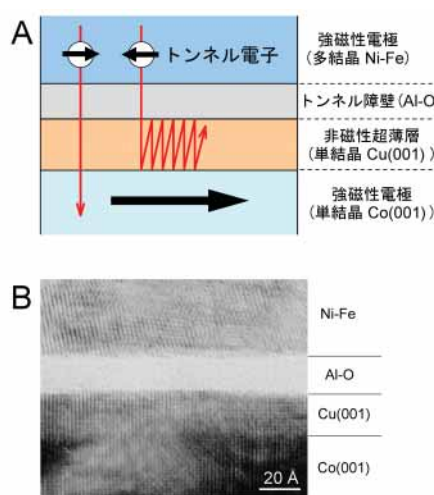 A
トンネル電子
強磁性電極
(多結晶 Ni-Fe)
トンネル障壁(Al-O)
非磁性超薄層
(単結晶 Cu(001)
強磁性電極
(単結晶 Co(001)
B
Ni-Fe
Al-O
Cu(001)
Co(001)
20 Å